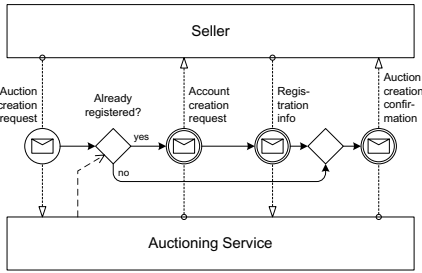 Seller
Auction
creation
request
Already
registered?
yes
no
Account
creation
request
Regis-
tration
info
Auction
creation
confir-
mation
Auctioning Service